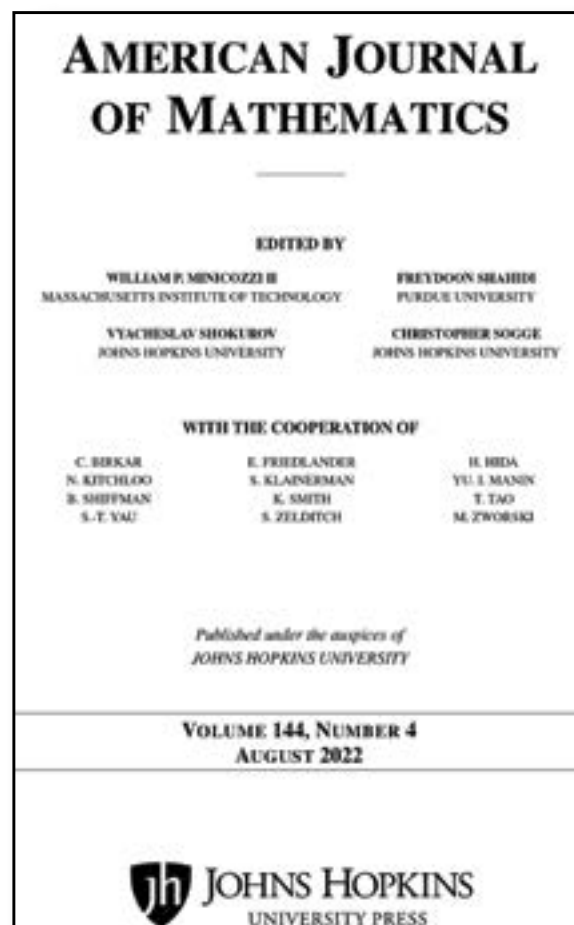 AMERICAN JOURNAL
OF MATHEMATICS
EDITED BY
WILLIAM P. MINICOZZI II
MASSACHUSETTS INSTITUTE OF TECHNOLOGY
FREYDOON SHAHIDI
PURDUE UNIVERSITY
VYACHESLAV SHOKUROV
JOHNS HOPKINS UNIVERSITY
CHRISTOPHER SOGGE
JOHNS HOPKINS UNIVERSITY
WITH THE COOPERATION OF
C. BIRKAR E. FRIEDLANDER H. HIDA
N. KITCHLOO S. KLAINERMAN YU. I. MANIN
B. SHIFFMAN K. SMITH T. TAO
S.-T. YAU S. ZELDITCH M. ZWORSKI
Published under the auspices of
JOHNS HOPKINS UNIVERSITY
VOLUME 144, NUMBER 4
AUGUST 2022
jh JOHNS HOPKINS
UNIVERSITY PRESS